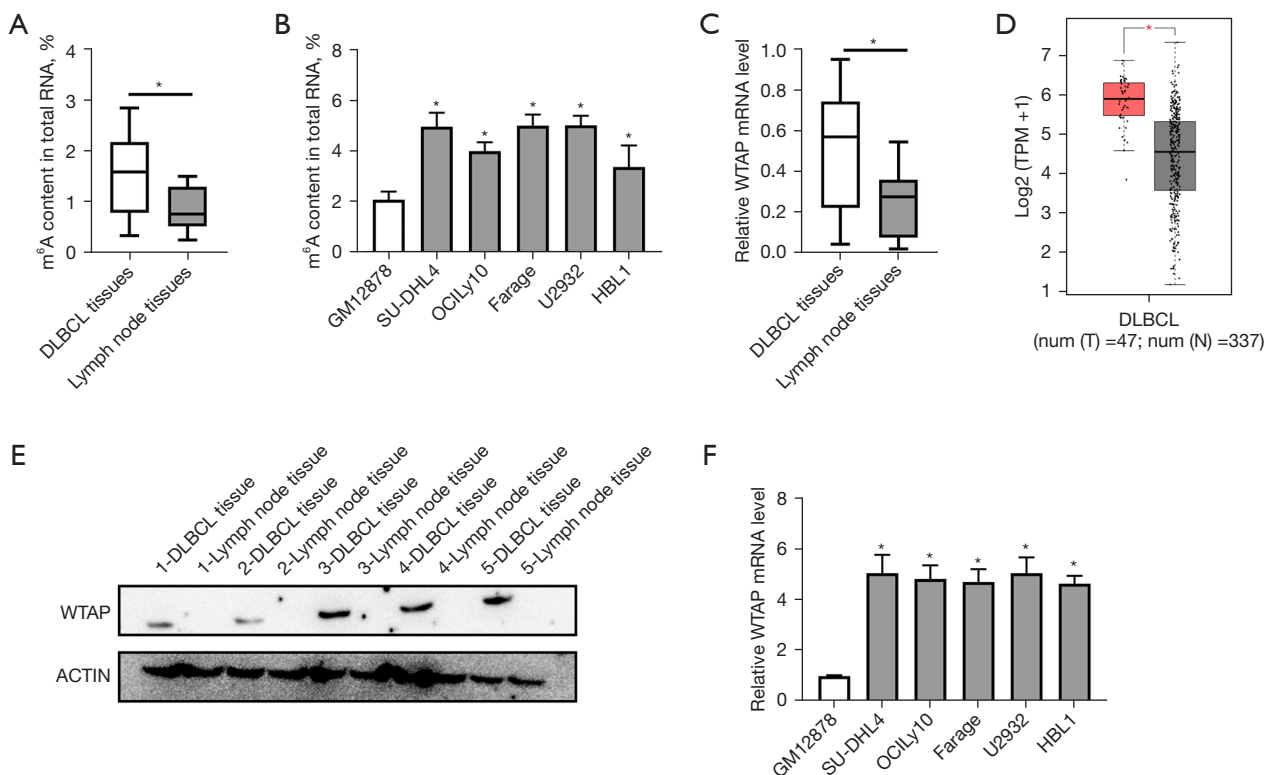 A
m⁶A content in total RNA, %
4
3
2
1
0
*
DLBCL tissues
Lymph node tissues
B
m⁶A content in total RNA, %
8
6
4
2
0
*
*
*
*
*
GM12878
SU-DHL4
OCILy10
Farage
U2932
HBL1
C
Relative WTAP mRNA level
1.0
0.8
0.6
0.4
0.2
0.0
*
DLBCL tissues
Lymph node tissues
D
Log2 (TPM +1)
7
6
5
4
3
2
1
*
DLBCL
(num (T) =47; num (N) =337)
E
1-DLBCL tissue
1-Lymph node tissue
2-DLBCL tissue
2-Lymph node tissue
3-DLBCL tissue
3-Lymph node tissue
4-DLBCL tissue
4-Lymph node tissue
5-DLBCL tissue
5-Lymph node tissue
WTAP
ACTIN
F
Relative WTAP mRNA level
8
6
4
2
0
*
*
*
*
*
GM12878
SU-DHL4
OCILy10
Farage
U2932
HBL1